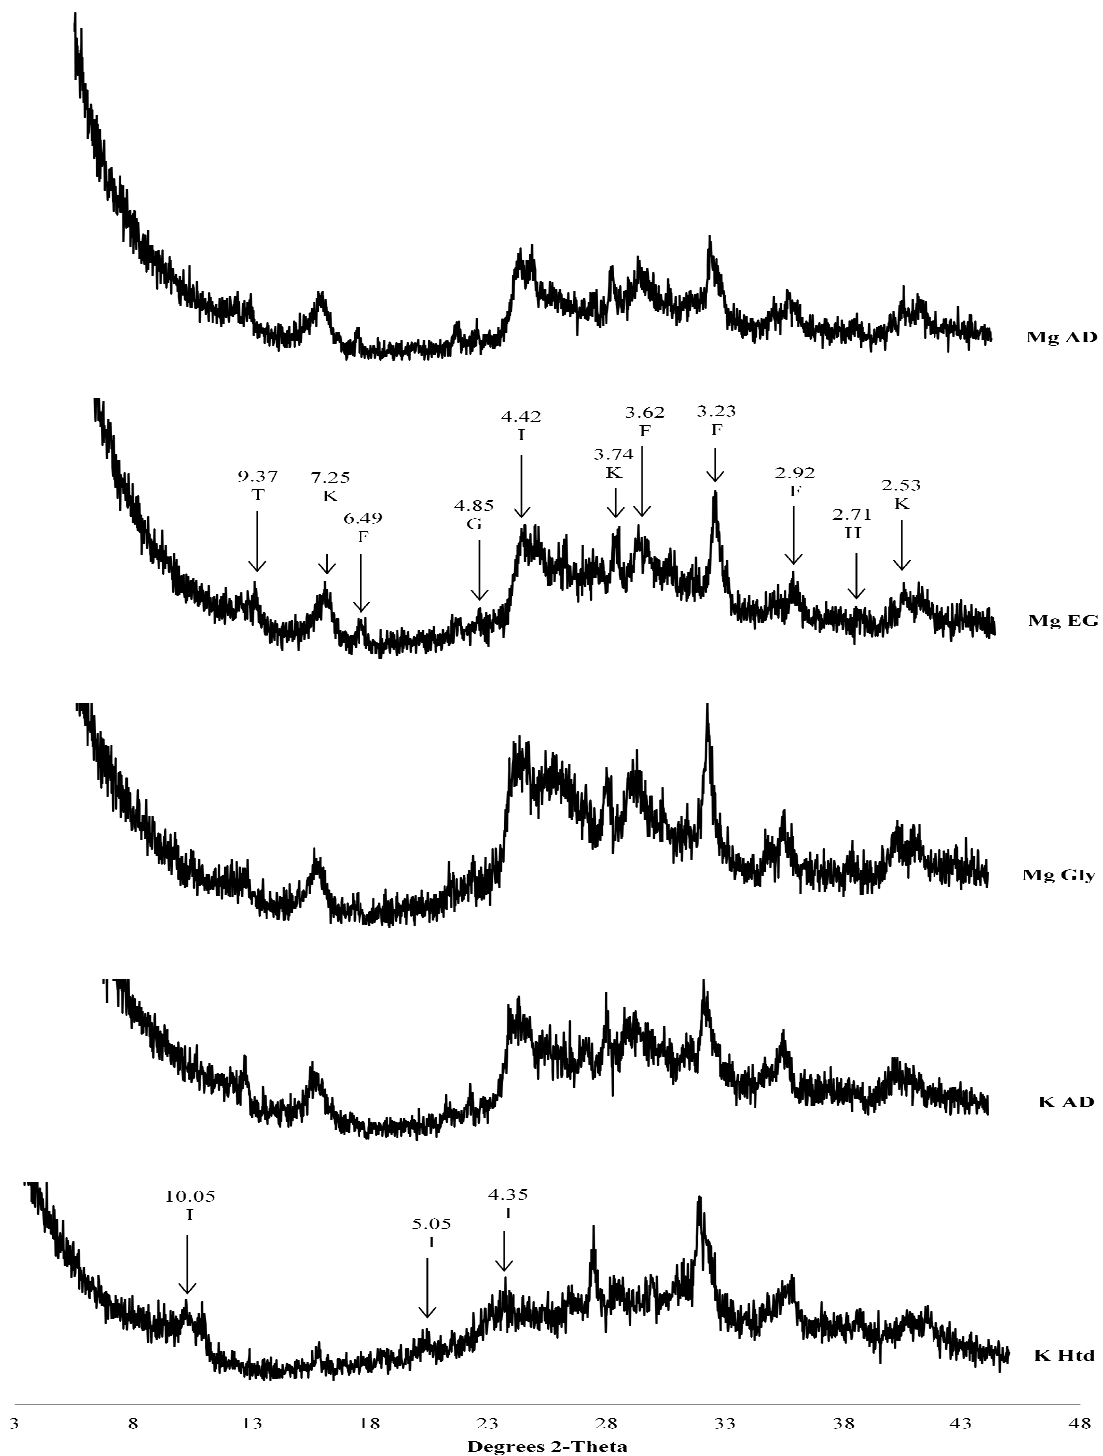 Mg AD
3.62
3.23
4.42
F
F
I
3.74
9.37
7.25
K
2.92
T
K
F
2.53
6.49
4.85
K
F
G
2.71
H
Mg EG
Mg Gly
K AD
10.05
4.35
I
I
5.05
I
K Htd
3 8 13 18 23 28 33 38 43 48
Degrees 2-Theta